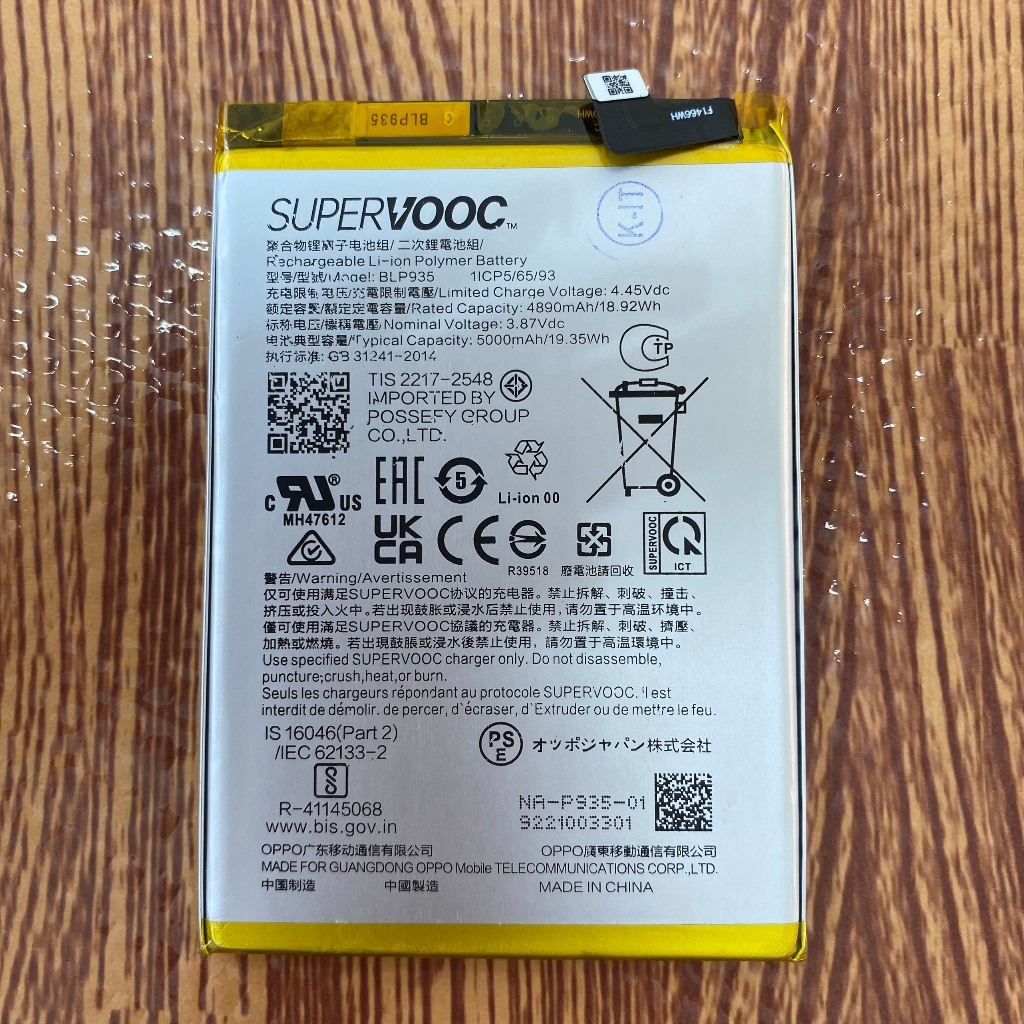 BLP935
F1466WH
SUPERVOOC™
K-IT
聚合物锂离子电池组/二次鋰電池組/
Rechargeable Li-ion Polymer Battery
型号/型號/Model: BLP935 1ICP5/65/93
充电限制电压/充電限制電壓/Limited Charge Voltage: 4.45Vdc
额定容量/額定電容量/Rated Capacity: 4890mAh/18.92Wh
标称电压/標稱電壓/Nominal Voltage: 3.87Vdc
电池典型容量/Typical Capacity: 5000mAh/19.35Wh
执行标准: GB 31241-2014
TP
TIS 2217-2548
IMPORTED BY
POSSEFY GROUP
CO.,LTD.
C RU® US
MH47612
EAC
5
Li-ion 00
UK
CA
CE
R39518
廢電池請回收
SUPERVOOC
ICT
警告/Warning/Avertissement
仅可使用满足SUPERVOOC协议的充电器。禁止拆解、刺破、撞击、
挤压或投入火中。若出现鼓胀或浸水后禁止使用,请勿置于高温环境中。
僅可使用滿足SUPERVOOC協議的充電器。禁止拆解、刺破、擠壓、
加熱或燃燒。若出現鼓脹或浸水後禁止使用,請勿置于高溫環境中。
Use specified SUPERVOOC charger only. Do not disassemble,
puncture;crush,heat,or burn.
Seuls les chargeurs répondant au protocole SUPERVOOC. Il est
interdit de démolir. de percer, d`écraser, d`Extruder ou de mettre le feu.
IS 16046(Part 2)
/IEC 62133-2
R-41145068
www.bis.gov.in
PS
E
オッポジャパン株式会社
NA-P935-01
9221003301
OPPO广东移动通信有限公司 OPPO廣東移動通信有限公司
MADE FOR GUANGDONG OPPO Mobile TELECOMMUNICATIONS CORP.,LTD.
中国制造 中國製造 MADE IN CHINA